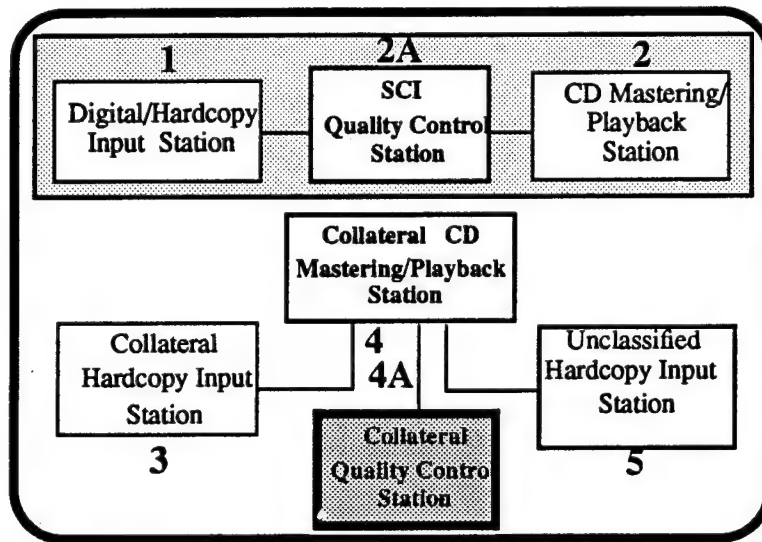 1
Digital/Hardcopy
Input Station
2A
SCI
Quality Control
Station
2
CD Mastering/
Playback
Station
Collateral CD
Mastering/Playback
Station
Collateral
Hardcopy Input
Station
3
4
4A
Collateral
Quality Control
Station
Unclassified
Hardcopy Input
Station
5